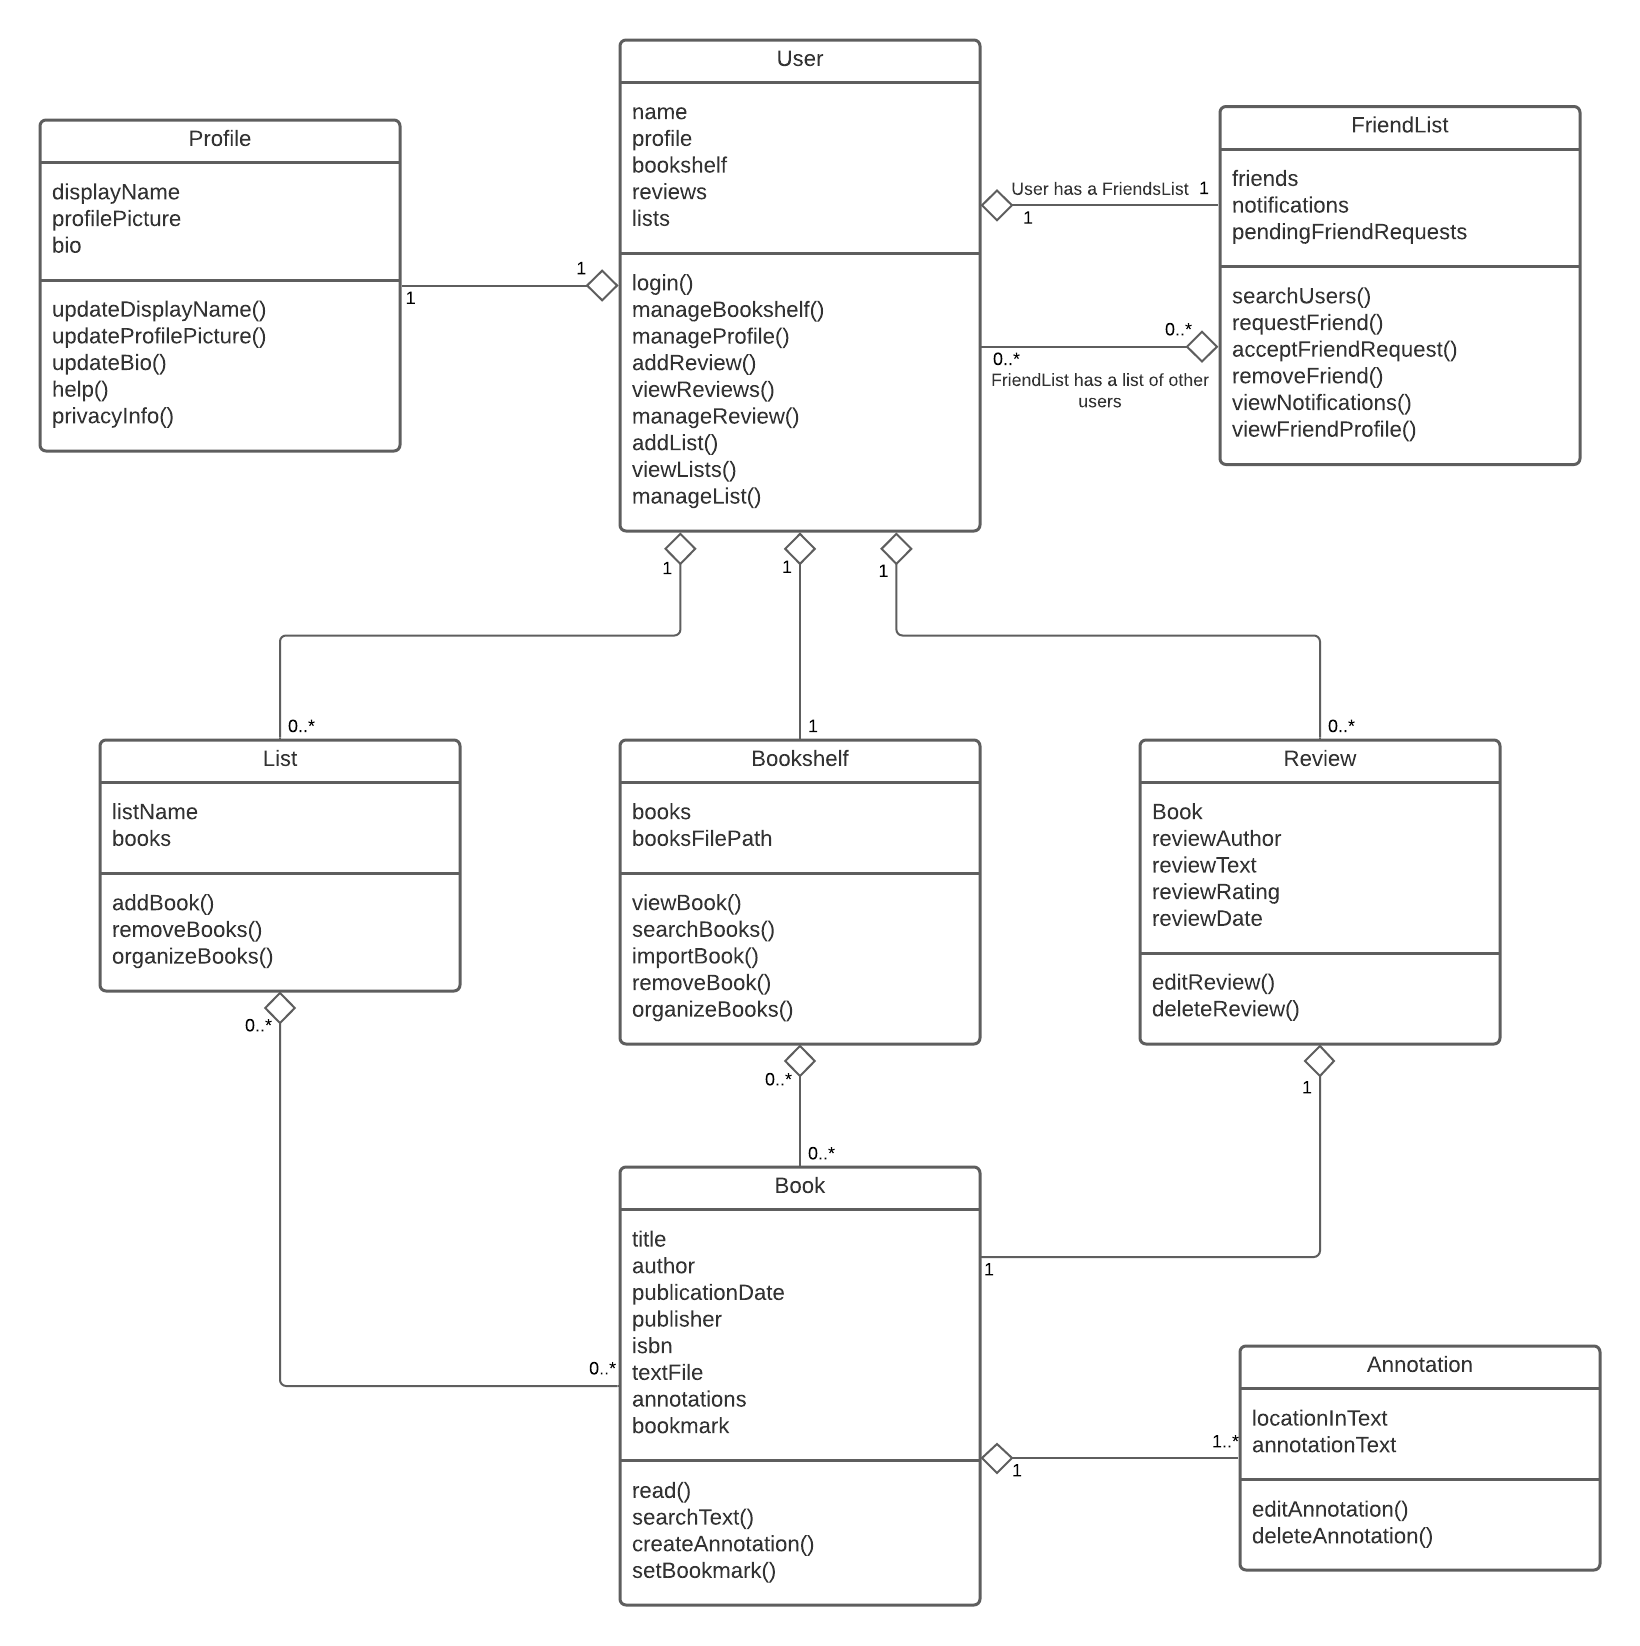 User
name
profile
bookshelf
reviews
lists
login()
manageBookshelf()
manageProfile()
addReview()
viewReviews()
manageReview()
addList()
viewLists()
manageList()
Profile
displayName
profilePicture
bio
updateDisplayName()
updateProfilePicture()
updateBio()
help()
privacyInfo()
1
1
FriendList
friends
notifications
pendingFriendRequests
searchUsers()
requestFriend()
acceptFriendRequest()
removeFriend()
viewNotifications()
viewFriendProfile()
User has a FriendsList
1
1
0..*
0..*
FriendList has a list of other
users
1
1
1
0..*
1
0..*
List
listName
books
addBook()
removeBooks()
organizeBooks()
Bookshelf
books
booksFilePath
viewBook()
searchBooks()
importBook()
removeBook()
organizeBooks()
Review
Book
reviewAuthor
reviewText
reviewRating
reviewDate
editReview()
deleteReview()
0..*
0..*
1
0..*
1
0..*
Book
title
author
publicationDate
publisher
isbn
textFile
annotations
bookmark
read()
searchText()
createAnnotation()
setBookmark()
1..*
1
Annotation
locationInText
annotationText
editAnnotation()
deleteAnnotation()